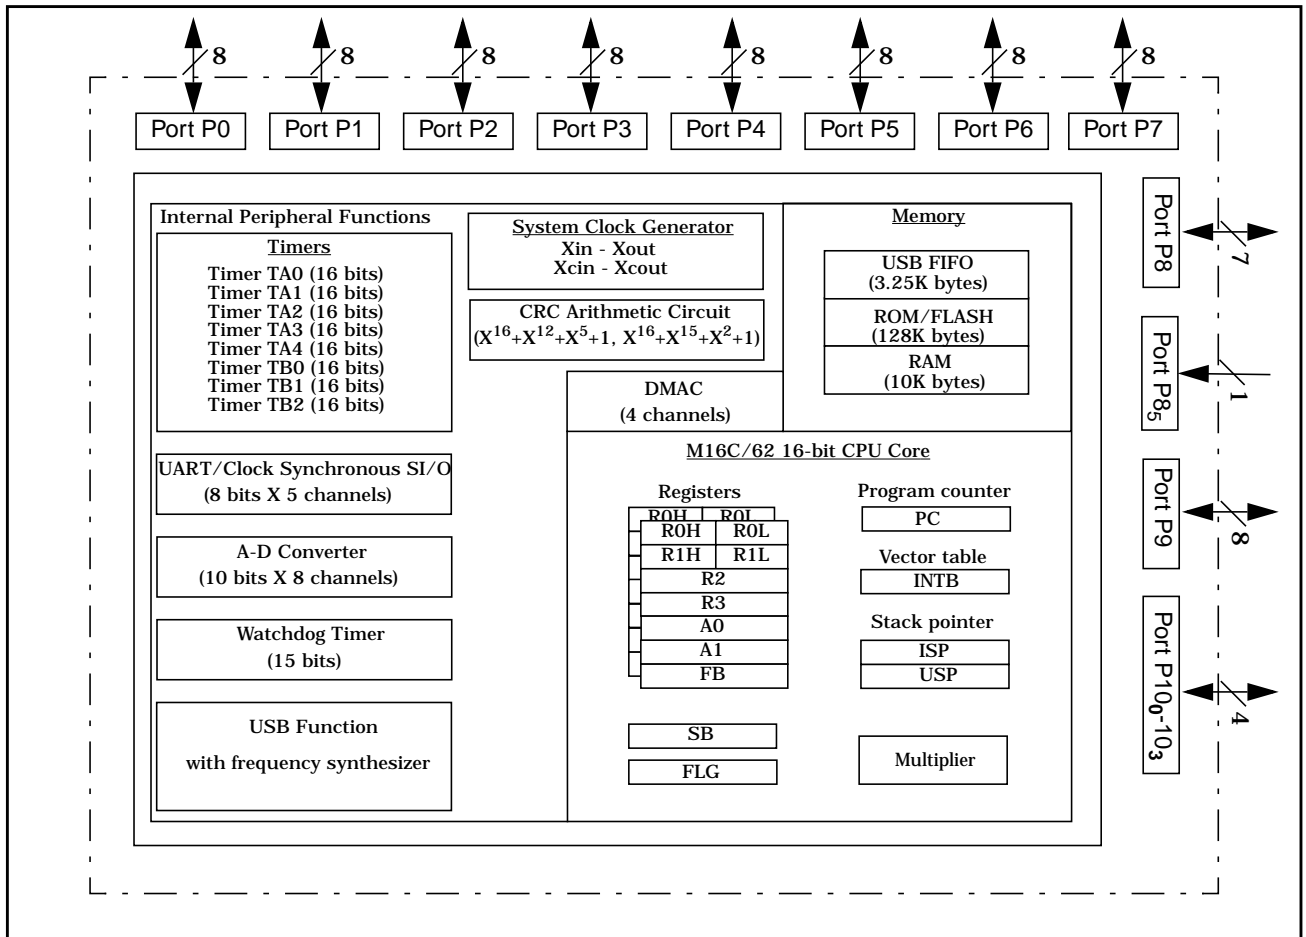 8 8 8 8 8 8 8 8
Port P0 Port P1 Port P2 Port P3 Port P4 Port P5 Port P6 Port P7
Internal Peripheral Functions
Timers
Timer TA0 (16 bits)
Timer TA1 (16 bits)
Timer TA2 (16 bits)
Timer TA3 (16 bits)
Timer TA4 (16 bits)
Timer TB0 (16 bits)
Timer TB1 (16 bits)
Timer TB2 (16 bits)
UART/Clock Synchronous SI/O
(8 bits X 5 channels)
A-D Converter
(10 bits X 8 channels)
Watchdog Timer
(15 bits)
USB Function
with frequency synthesizer
System Clock Generator
Xin - Xout
Xcin - Xcout
CRC Arithmetic Circuit
(X¹⁶+X¹²+X⁵+1, X¹⁶+X¹⁵+X²+1)
DMAC
(4 channels)
Memory
USB FIFO
(3.25K bytes)
ROM/FLASH
(128K bytes)
RAM
(10K bytes)
M16C/62 16-bit CPU Core
Registers
R0H R0L
R0H R0L
R1H R1L
R2
R3
A0
A1
FB
SB
FLG
Program counter
PC
Vector table
INTB
Stack pointer
ISP
USP
Multiplier
Port P8
7
Port P8₅
1
Port P9
8
Port P10₀-10₃
4